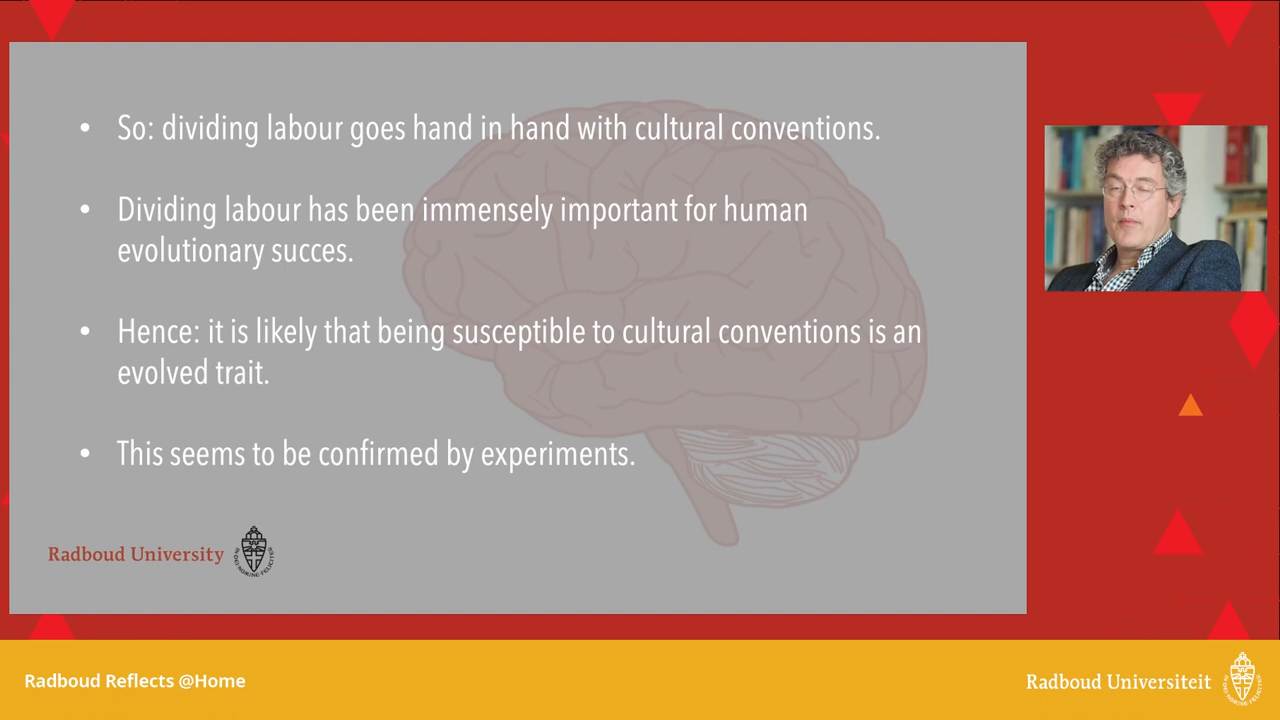 • So: dividing labour goes hand in hand with cultural conventions.
• Dividing labour has been immensely important for human
evolutionary succes.
• Hence: it is likely that being susceptible to cultural conventions is an
evolved trait.
• This seems to be confirmed by experiments.
Radboud University
Radboud Reflects @Home
Radboud Universiteit